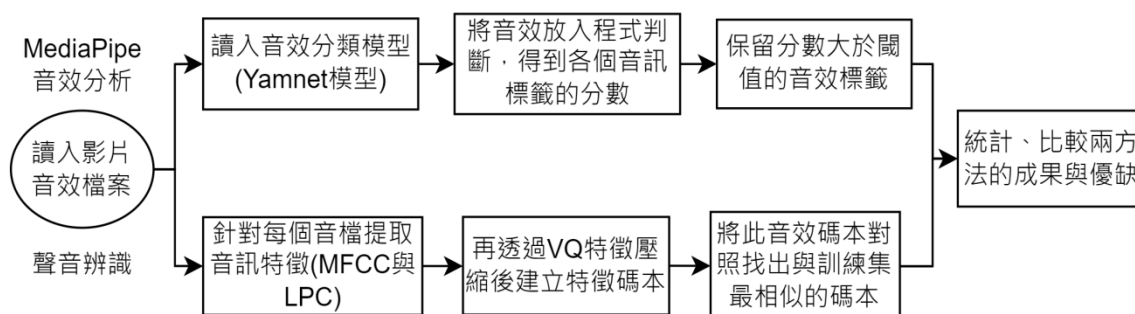 MediaPipe
音效分析
讀入影片
音效檔案
聲音辨識
讀入音效分類模型
(Yamnet模型)
將音效放入程式判
斷，得到各個音訊
標籤的分數
保留分數大於閾
值的音效標籤
針對每個音檔提取
音訊特徵(MFCC與
LPC)
再透過VQ特徵壓
縮後建立特徵碼本
將此音效碼本對
照找出與訓練集
最相似的碼本
統計、比較兩方
法的成果與優缺